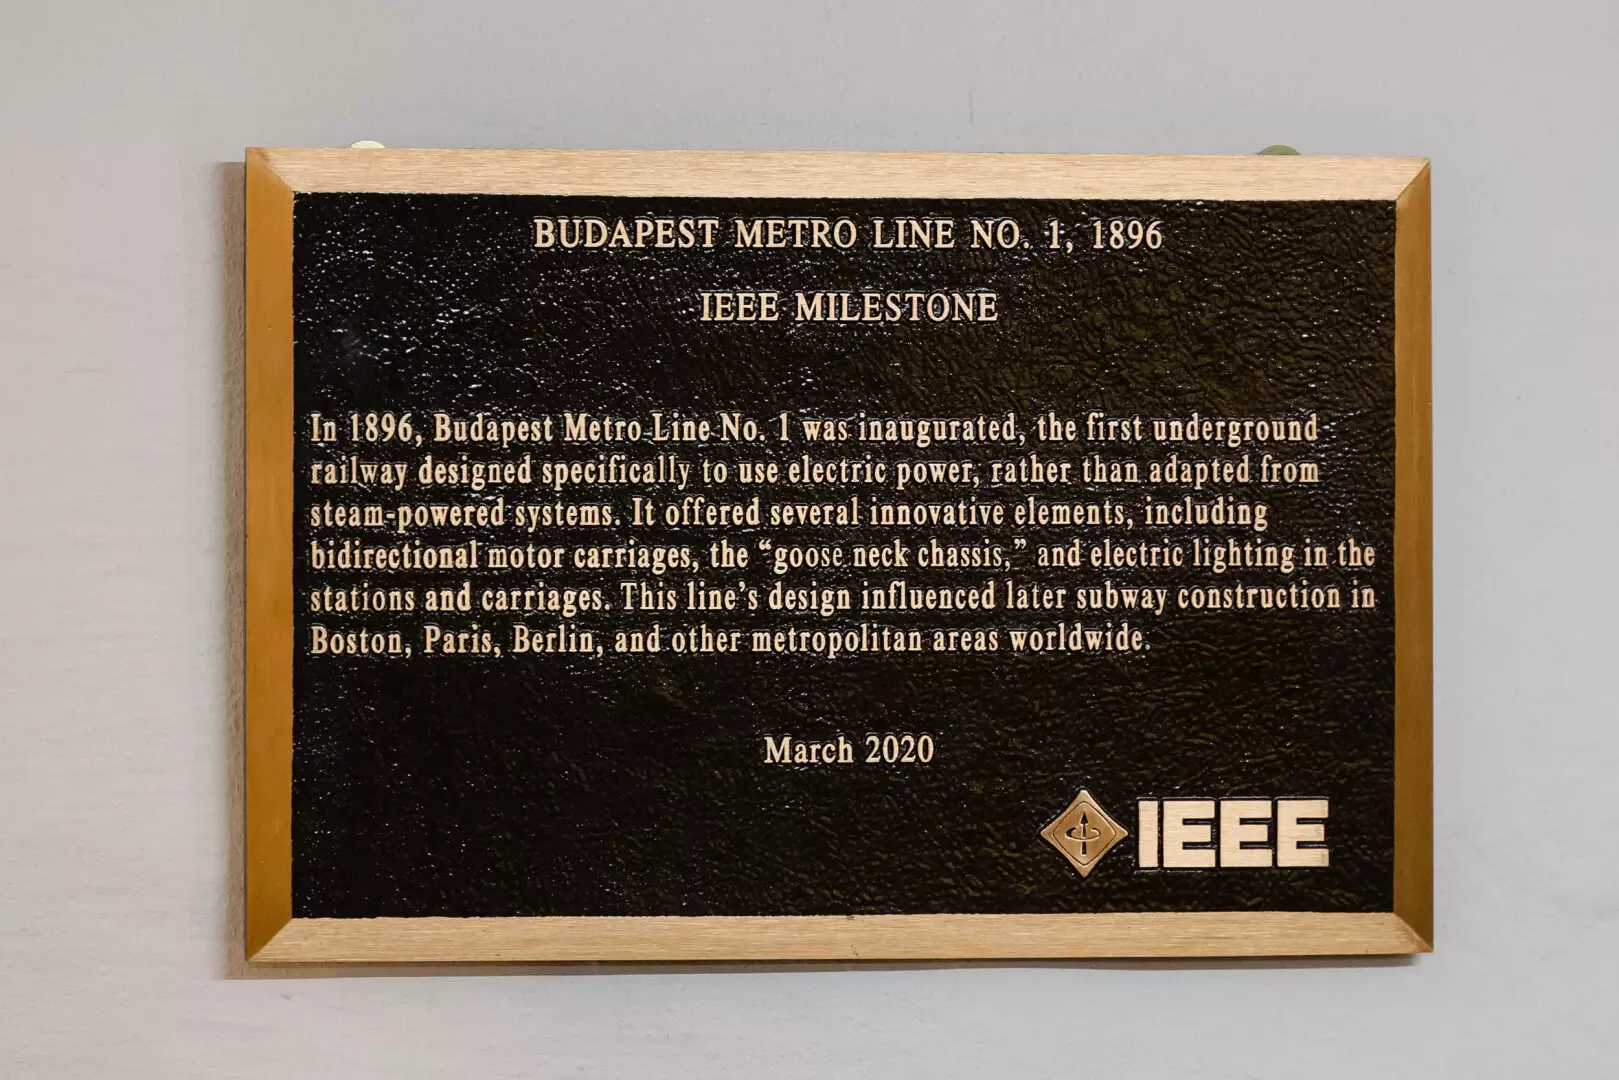 BUDAPEST METRO LINE NO. 1, 1896
IEEE MILESTONE
In 1896, Budapest Metro Line No. 1 was inaugurated, the first underground
railway designed specifically to use electric power, rather than adapted from
steam-powered systems. It offered several innovative elements, including
bidirectional motor carriages, the “goose neck chassis,” and electric lighting in the
stations and carriages. This line’s design influenced later subway construction in
Boston, Paris, Berlin, and other metropolitan areas worldwide.
March 2020
IEEE